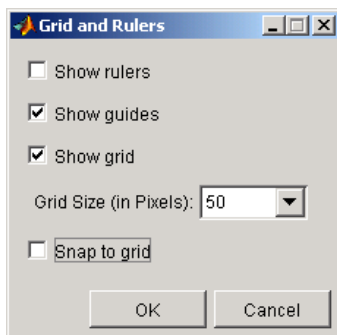 Grid and Rulers
Show rulers
Show guides
Show grid
Grid Size (in Pixels): 50
Snap to grid
OK Cancel